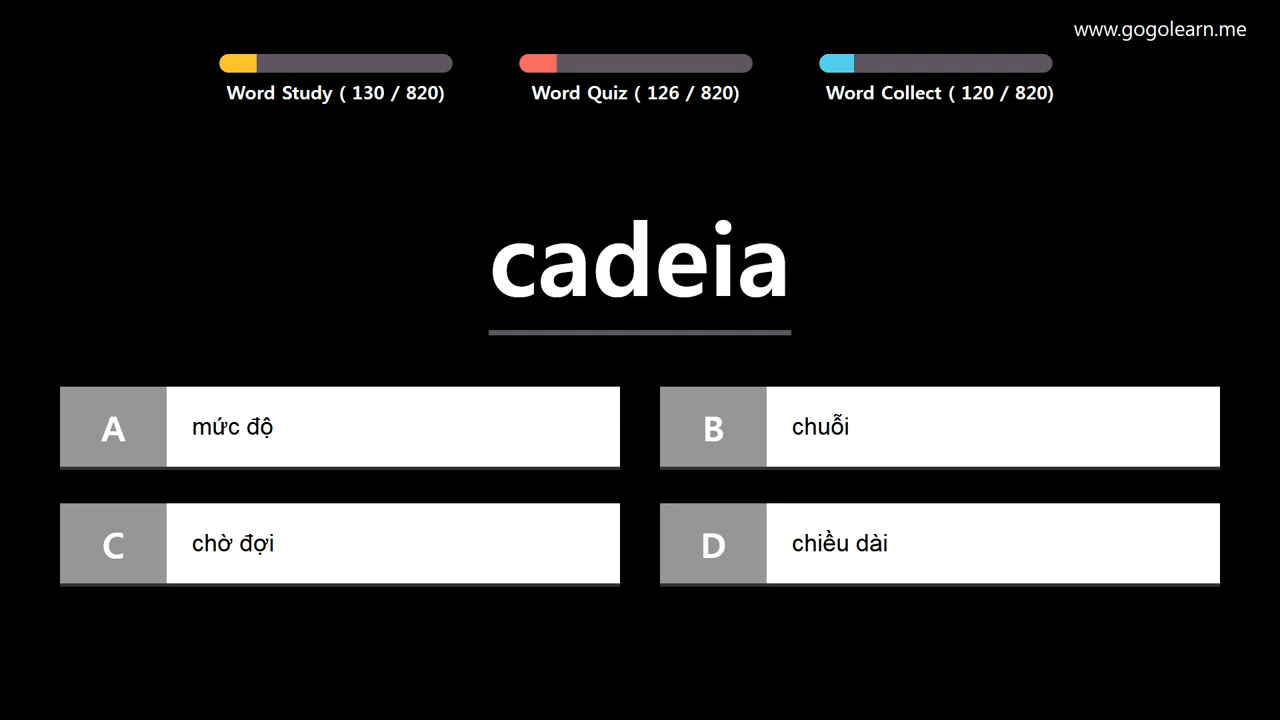 www.gogolearn.me
Word Study ( 130 / 820)
Word Quiz ( 126 / 820)
Word Collect ( 120 / 820)
cadeia
A mức độ
B chuỗi
C chờ đợi
D chiều dài